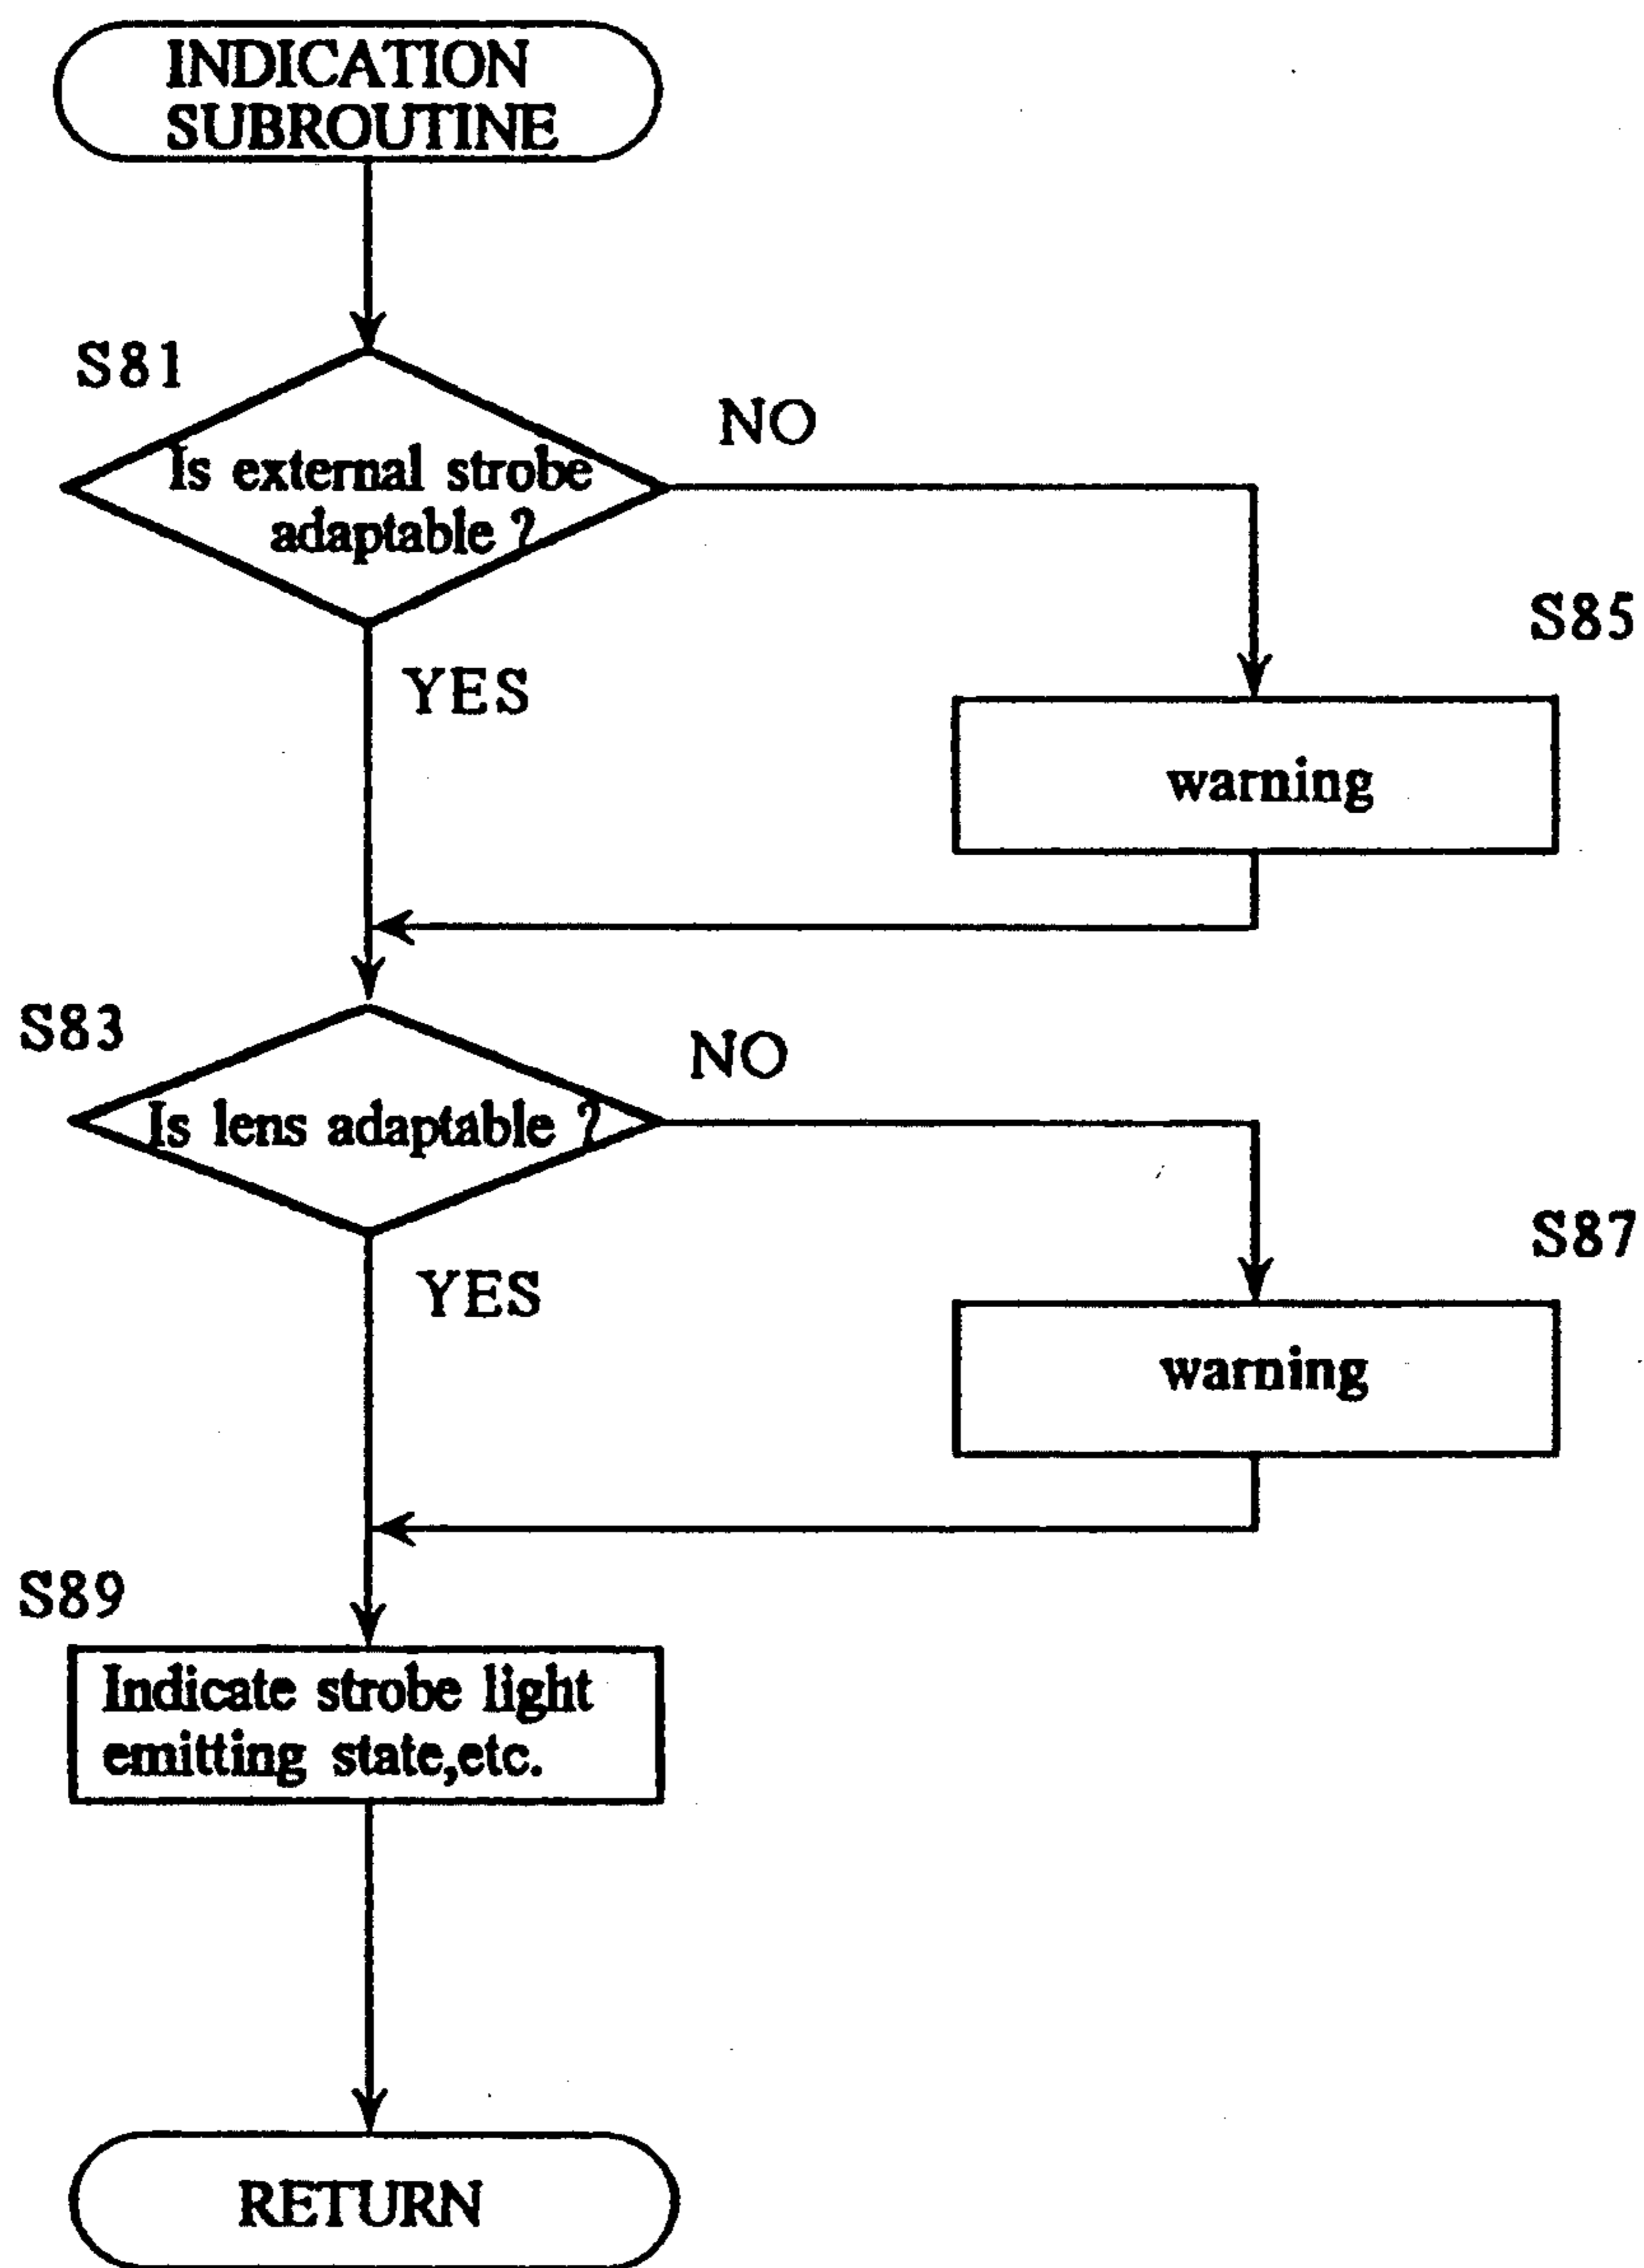 INDICATION
SUBROUTINE
S81
Is external strobe
adaptable ?
NO
YES
S85
warning
S83
Is lens adaptable ?
NO
YES
S87
warning
S89
Indicate strobe light
emitting state,etc.
RETURN